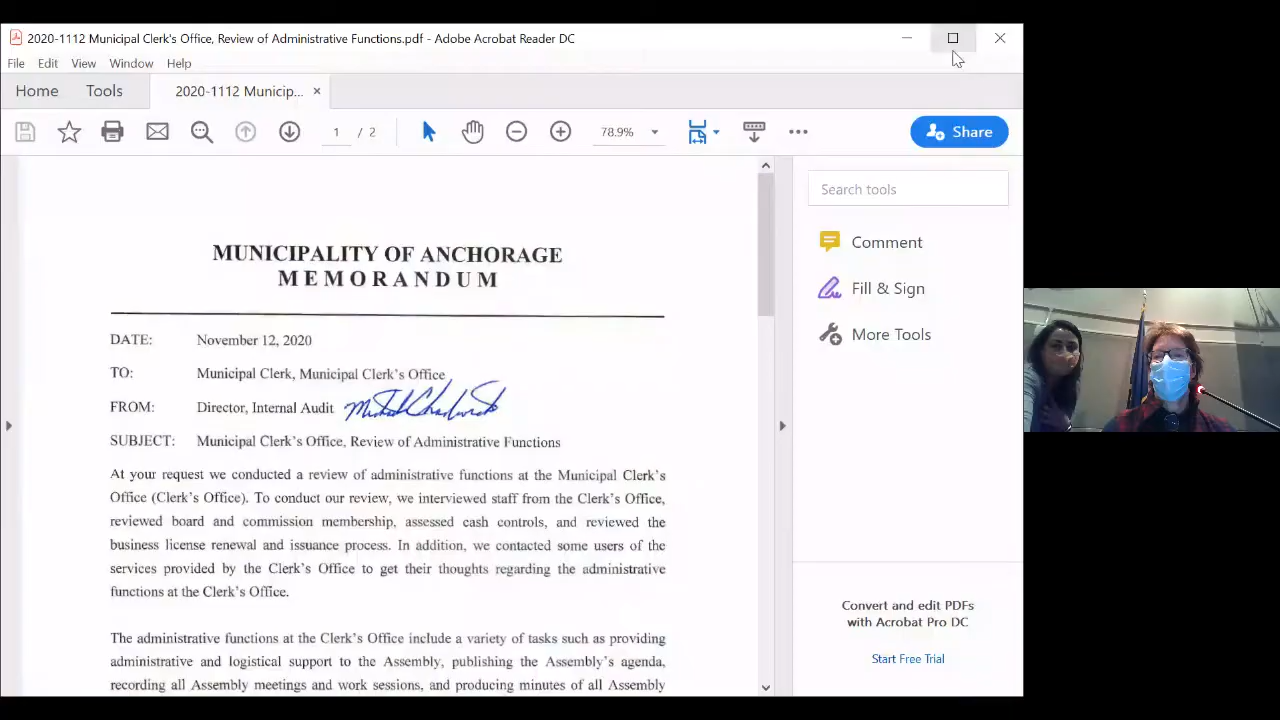 2020-1112 Municipal Clerk's Office, Review of Administrative Functions.pdf - Adobe Acrobat Reader DC
File Edit View Window Help
Home Tools 2020-1112 Municip... ×
1 / 2 78.9% Share
Search tools
Comment
Fill & Sign
More Tools
MUNICIPALITY OF ANCHORAGE
MEMORANDUM
DATE: November 12, 2020
TO: Municipal Clerk, Municipal Clerk's Office
FROM: Director, Internal Audit
SUBJECT: Municipal Clerk's Office, Review of Administrative Functions
At your request we conducted a review of administrative functions at the Municipal Clerk's
Office (Clerk's Office). To conduct our review, we interviewed staff from the Clerk's Office,
reviewed board and commission membership, assessed cash controls, and reviewed the
business license renewal and issuance process. In addition, we contacted some users of the
services provided by the Clerk's Office to get their thoughts regarding the administrative
functions at the Clerk's Office.
The administrative functions at the Clerk's Office include a variety of tasks such as providing
administrative and logistical support to the Assembly, publishing the Assembly's agenda,
recording all Assembly meetings and work sessions, and producing minutes of all Assembly
Convert and edit PDFs
with Acrobat Pro DC
Start Free Trial